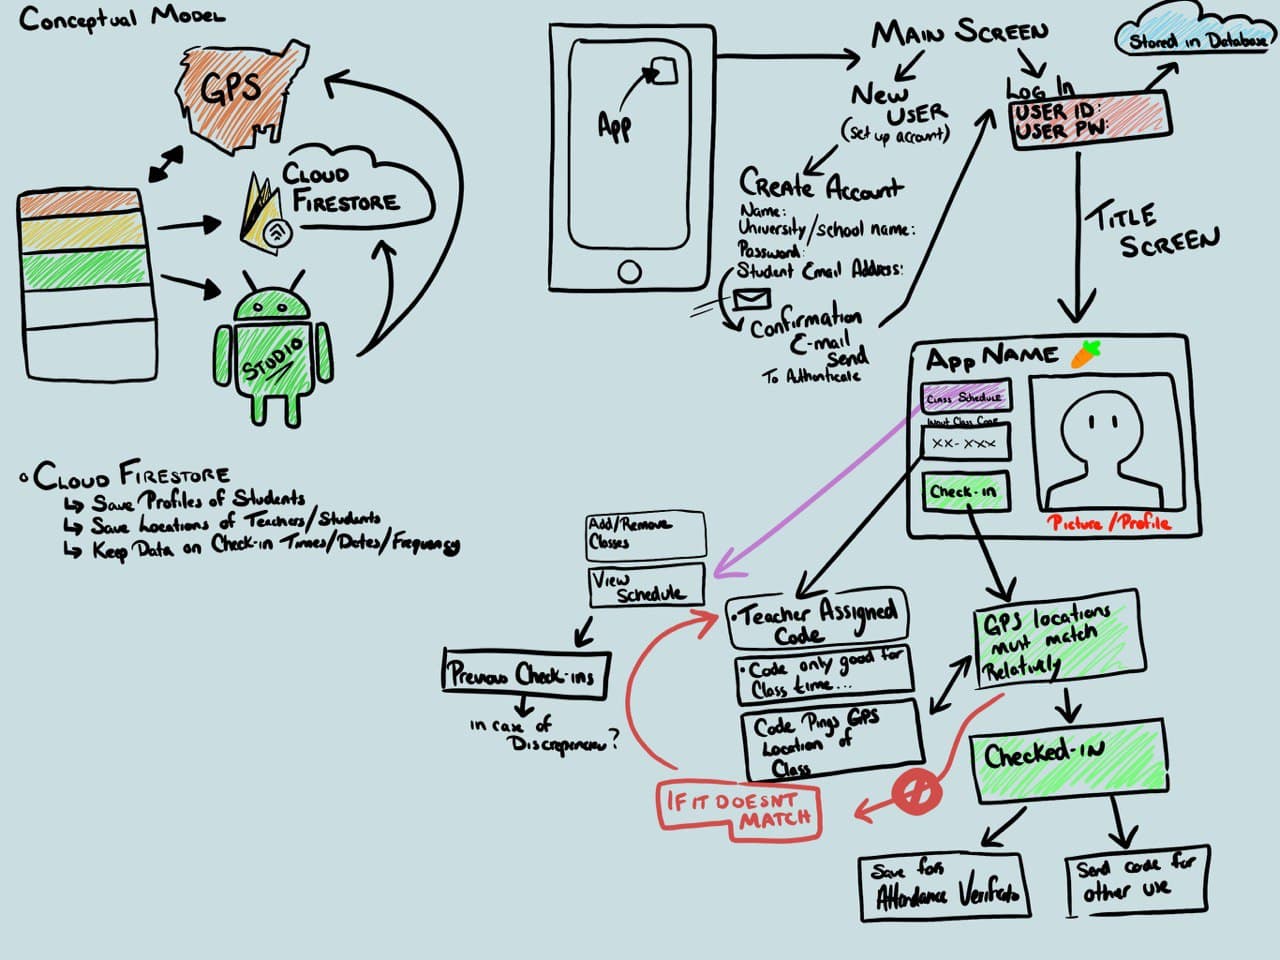 Conceptual Model
GPS
Cloud
Firestore
Studio
• Cloud Firestore
↳ Save Profiles of Students
↳ Save Locations of Teachers/Students
↳ Keep Data on Check-in Times/Dates/Frequency
App
Main Screen
New
User
(Set up account)
Create Account
Name:
University/school name:
Password:
Student Email Address:
Confirmation
E-mail
Send
To Authenticate
Log In
USER ID:
USER PW:
Stored in Database
Title
Screen
App Name
Class Schedule
Input Class Code
XX-XXX
Check-in
Picture/Profile
Add/Remove
Classes
View
Schedule
Previous Check-ins
in case of
?
• Teacher Assigned
Code
• Code only good for
Class time...
Code Pings GPS
Location of
Class
If it doesnt
match
GPS locations
must match
Relatively
Checked-in
Save for
Attendance
Send code for
other use